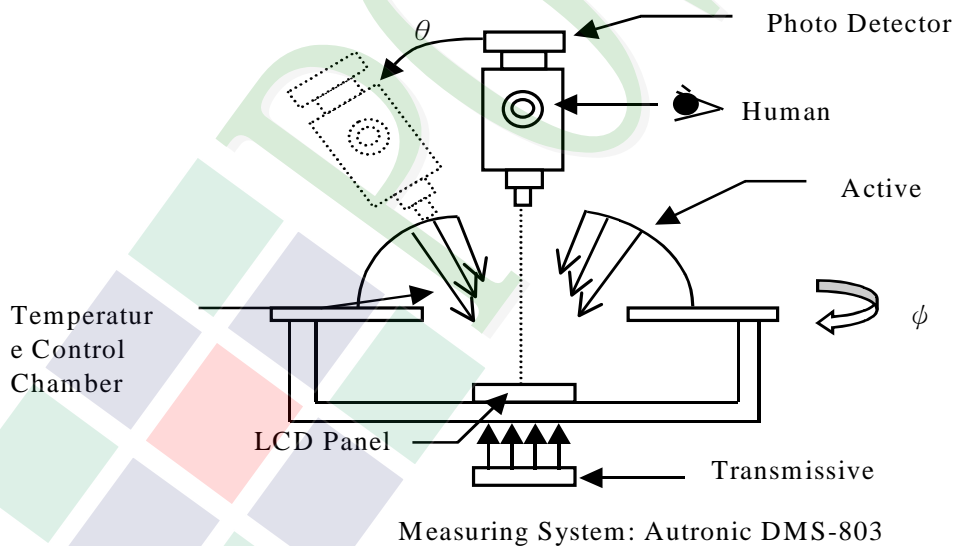 Photo Detector
θ
Human
Active
Temperatur
e Control
Chamber
ϕ
LCD Panel
Transmissive
Measuring System: Autronic DMS-803